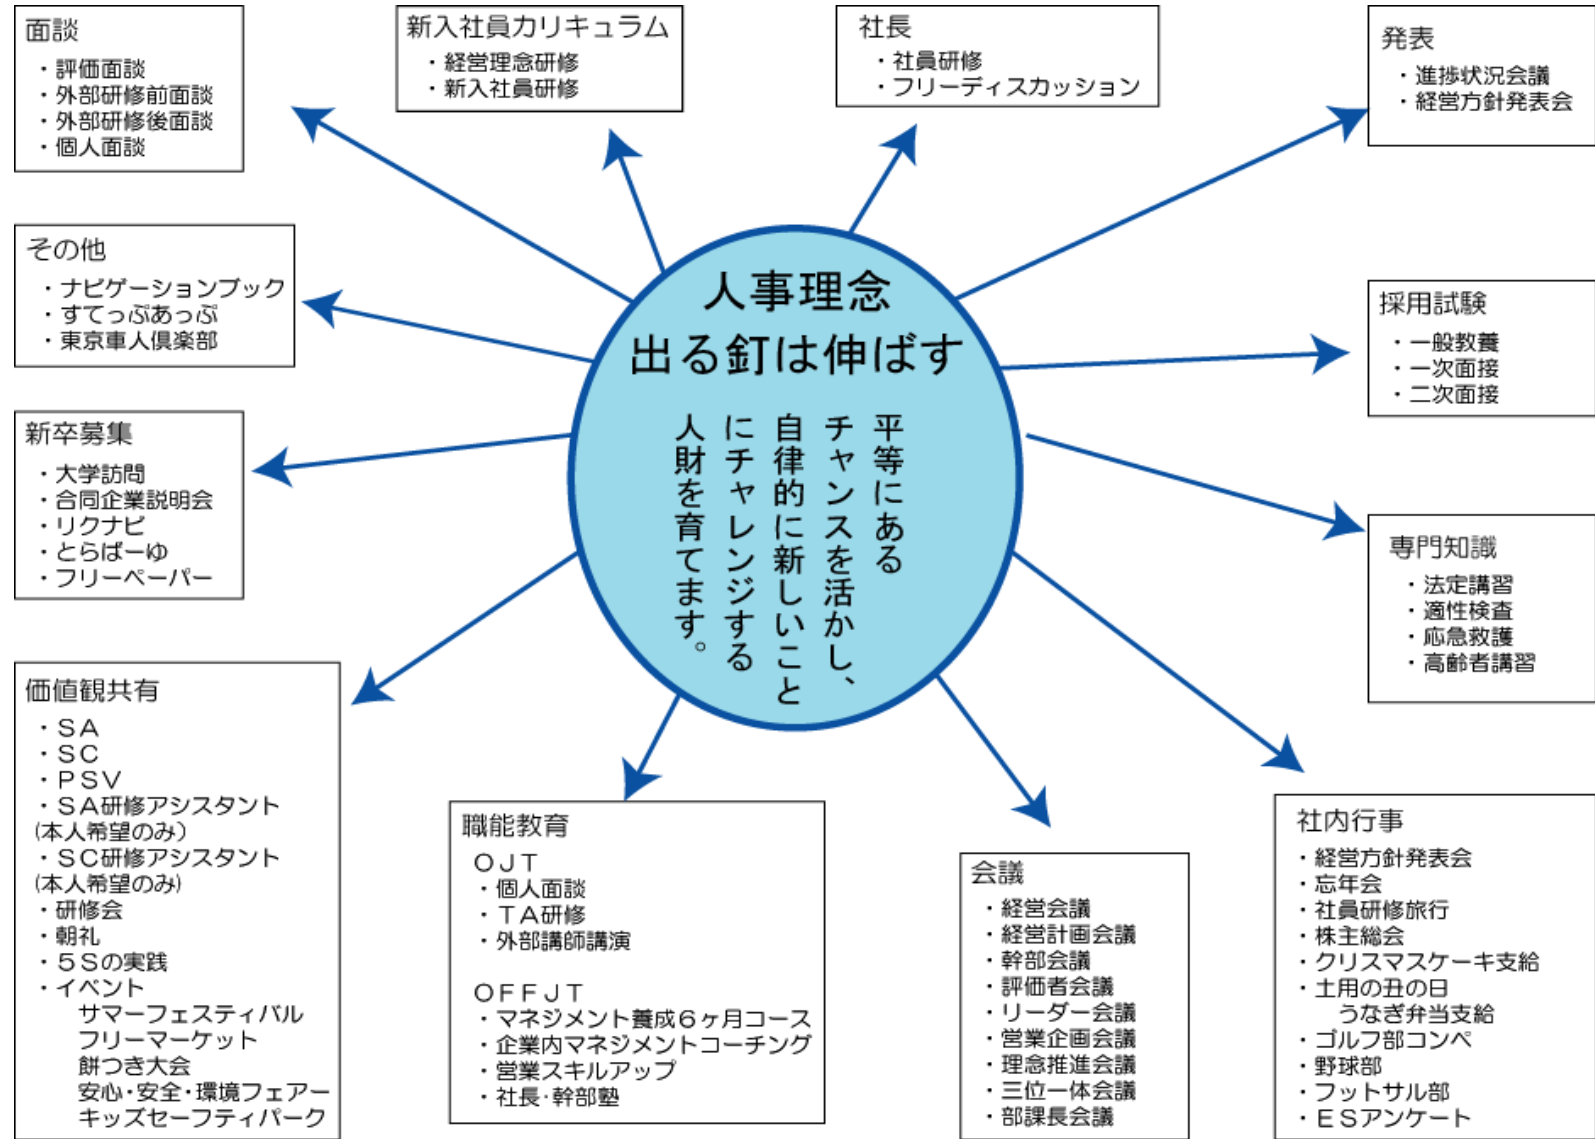 面談
・評価面談
・外部研修前面談
・外部研修後面談
・個人面談
新入社員カリキュラム
・経営理念研修
・新入社員研修
社長
・社員研修
・フリーディスカッション
発表
・進捗状況会議
・経営方針発表会
その他
・ナビゲーションブック
・すてっぷあっぷ
・東京車人倶楽部
人事理念
出る釘は伸ばす
平等にある
チャンスを活かし、
自律的に新しいこと
にチャレンジする
人財を育てます。
採用試験
・一般教養
・一次面接
・二次面接
新卒募集
・大学訪問
・合同企業説明会
・リクナビ
・とらばーゆ
・フリーペーパー
専門知識
・法定講習
・適性検査
・応急救護
・高齢者講習
価値観共有
・ＳＡ
・ＳＣ
・ＰＳＶ
・ＳＡ研修アシスタント
(本人希望のみ)
・ＳＣ研修アシスタント
(本人希望のみ)
・研修会
・朝礼
・５Ｓの実践
・イベント
サマーフェスティバル
フリーマーケット
餅つき大会
安心・安全・環境フェアー
キッズセーフティパーク
職能教育
ＯＪＴ
・個人面談
・ＴＡ研修
・外部講師講演
ＯＦＦＪＴ
・マネジメント養成６ヶ月コース
・企業内マネジメントコーチング
・営業スキルアップ
・社長・幹部塾
会議
・経営会議
・経営計画会議
・幹部会議
・評価者会議
・リーダー会議
・営業企画会議
・理念推進会議
・三位一体会議
・部課長会議
社内行事
・経営方針発表会
・忘年会
・社員研修旅行
・株主総会
・クリスマスケーキ支給
・土用の丑の日
うなぎ弁当支給
・ゴルフ部コンペ
・野球部
・フットサル部
・ＥＳアンケート